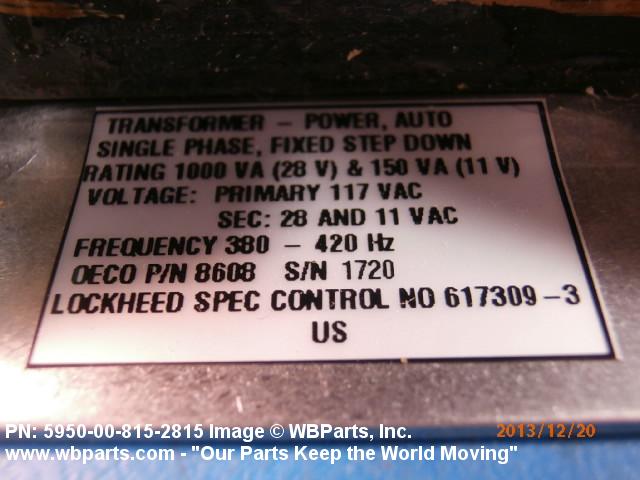 TRANSFORMER - POWER, AUTO
SINGLE PHASE, FIXED STEP DOWN
RATING 1000 VA (28 V) & 150 VA (11 V)
VOLTAGE: PRIMARY 117 VAC
SEC: 28 AND 11 VAC
FREQUENCY 380 - 420 Hz
OECO P/N 8608 S/N 1720
LOCKHEED SPEC CONTROL NO 617309-3
US
PN: 5950-00-815-2815 Image © WBParts, Inc. 2013/12/20
www.wbparts.com - "Our Parts Keep the World Moving"